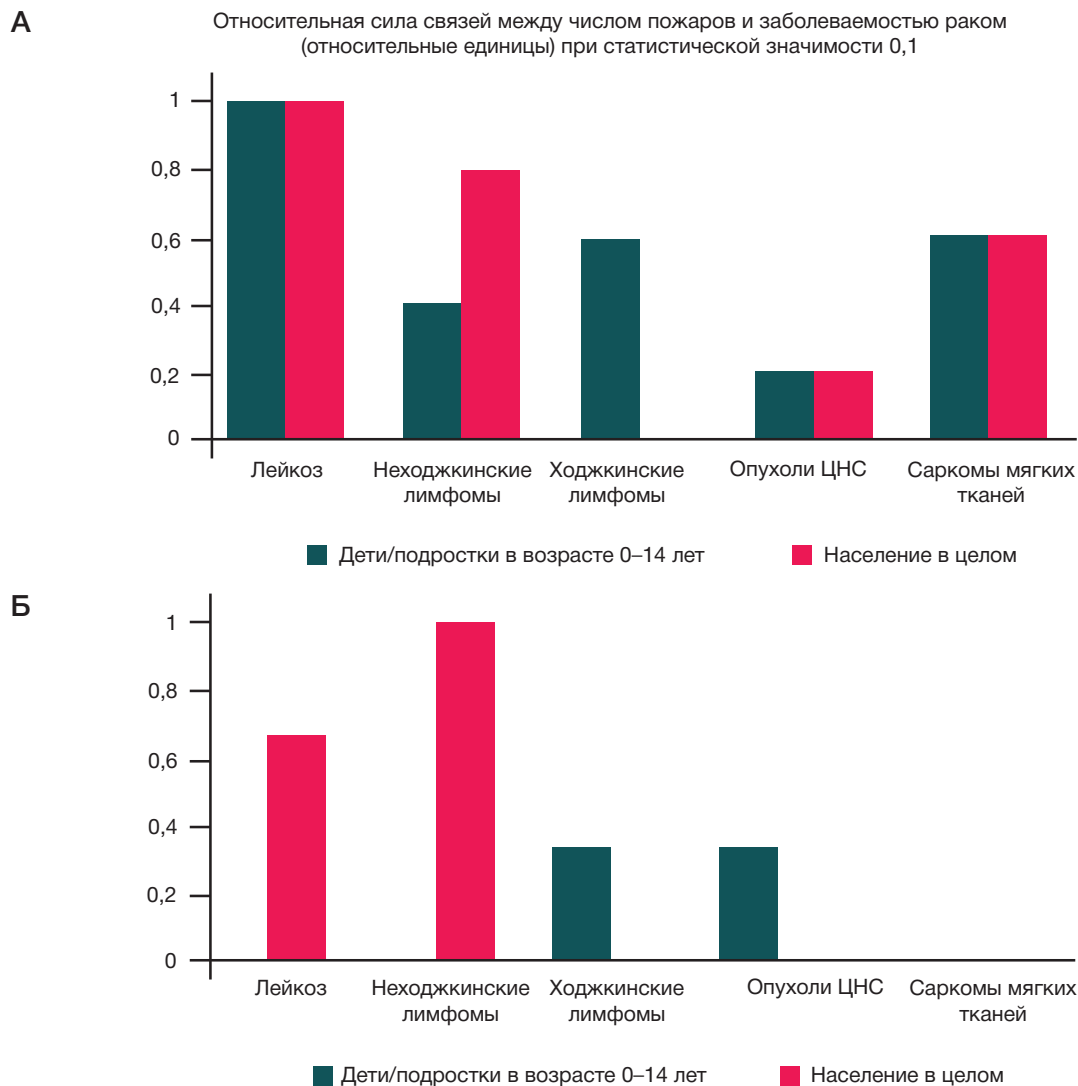 А
Относительная сила связей между числом пожаров и заболеваемостью раком
(относительные единицы) при статистической значимости 0,1
1
0,8
0,6
0,4
0,2
0
Лейкоз
Неходжкинские
лимфомы
Ходжкинские
лимфомы
Опухоли ЦНС
Саркомы мягких
тканей
Дети/подростки в возрасте 0–14 лет
Население в целом
Б
1
0,8
0,6
0,4
0,2
0
Лейкоз
Неходжкинские
лимфомы
Ходжкинские
лимфомы
Опухоли ЦНС
Саркомы мягких
тканей
Дети/подростки в возрасте 0–14 лет
Население в целом